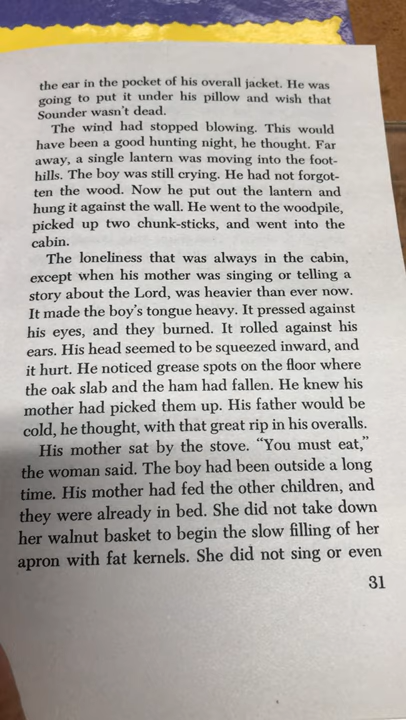 the ear in the pocket of his overall jacket. He was
going to put it under his pillow and wish that
Sounder wasn't dead.
The wind had stopped blowing. This would
have been a good hunting night, he thought. Far
away, a single lantern was moving into the foot-
hills. The boy was still crying. He had not forgot-
ten the wood. Now he put out the lantern and
hung it against the wall. He went to the woodpile,
picked up two chunk-sticks, and went into the
cabin.
The loneliness that was always in the cabin,
except when his mother was singing or telling a
story about the Lord, was heavier than ever now.
It made the boy's tongue heavy. It pressed against
his eyes, and they burned. It rolled against his
ears. His head seemed to be squeezed inward, and
it hurt. He noticed grease spots on the floor where
the oak slab and the ham had fallen. He knew his
mother had picked them up. His father would be
cold, he thought, with that great rip in his overalls.
His mother sat by the stove. "You must eat,"
the woman said. The boy had been outside a long
time. His mother had fed the other children, and
they were already in bed. She did not take down
her walnut basket to begin the slow filling of her
apron with fat kernels. She did not sing or even
31